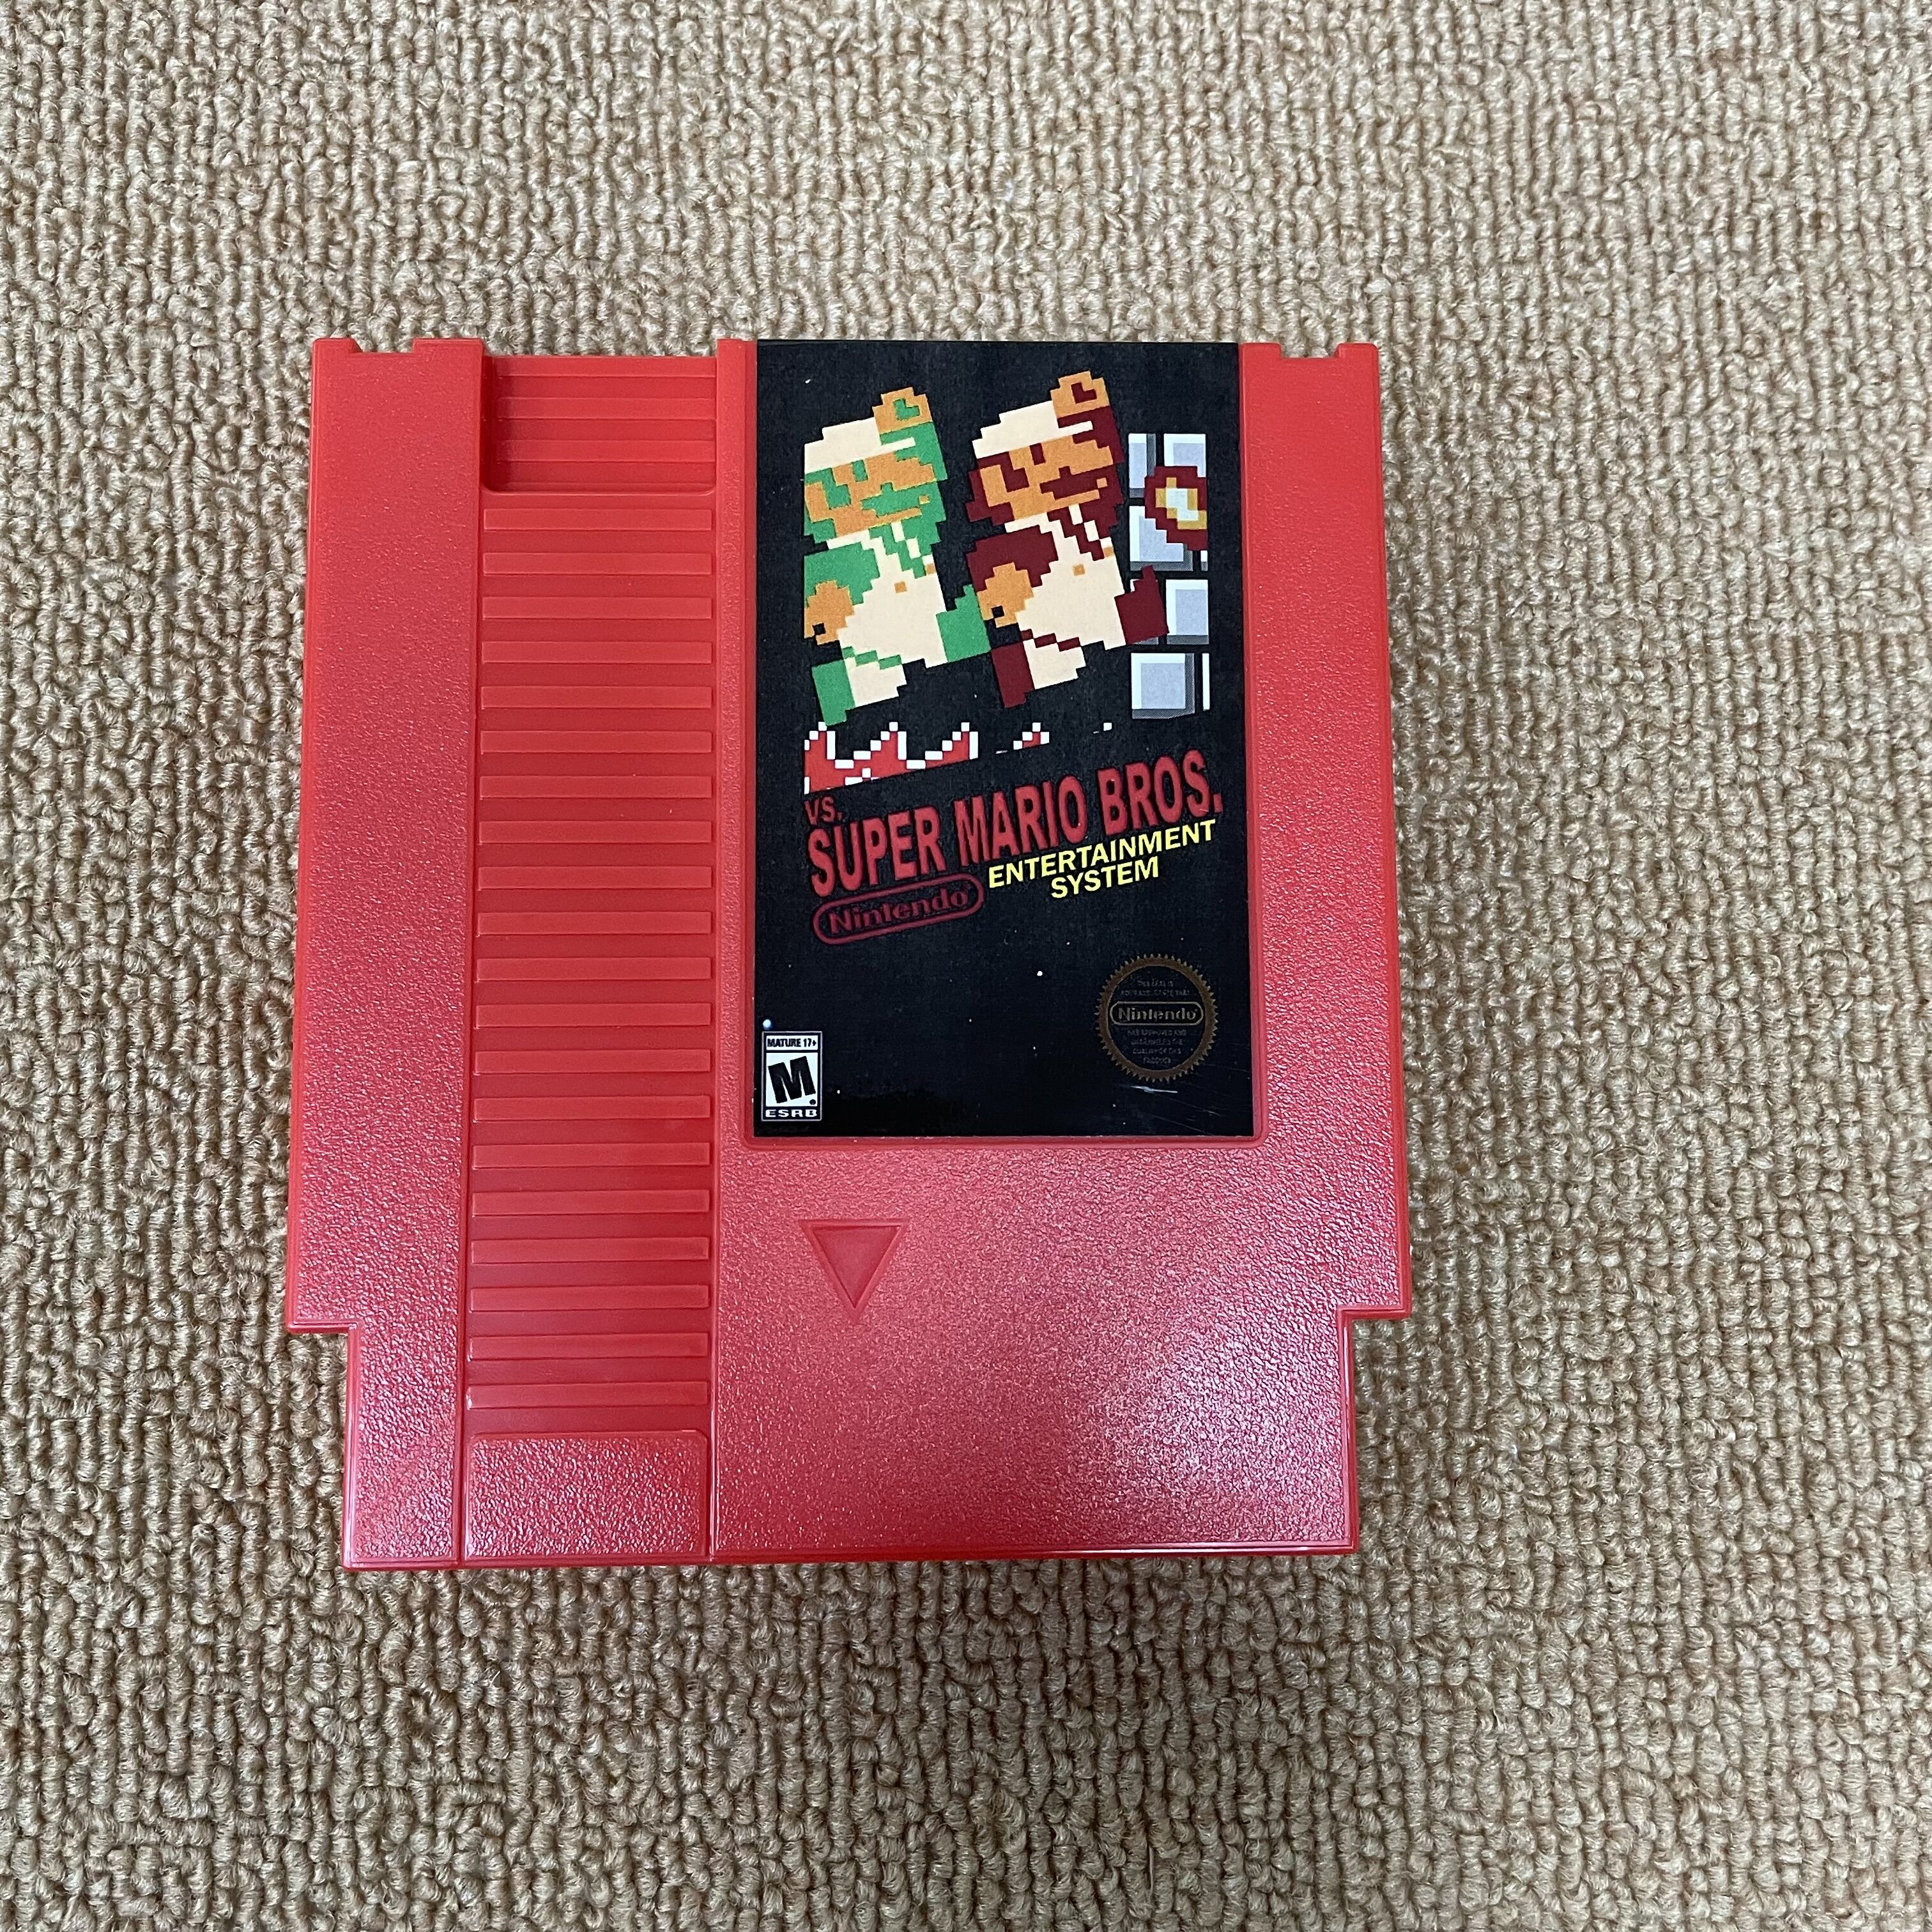 VS.
SUPER MARIO BROS.
ENTERTAINMENT
SYSTEM
Nintendo®
Nintendo®
MATURE 17+
M
ESRB